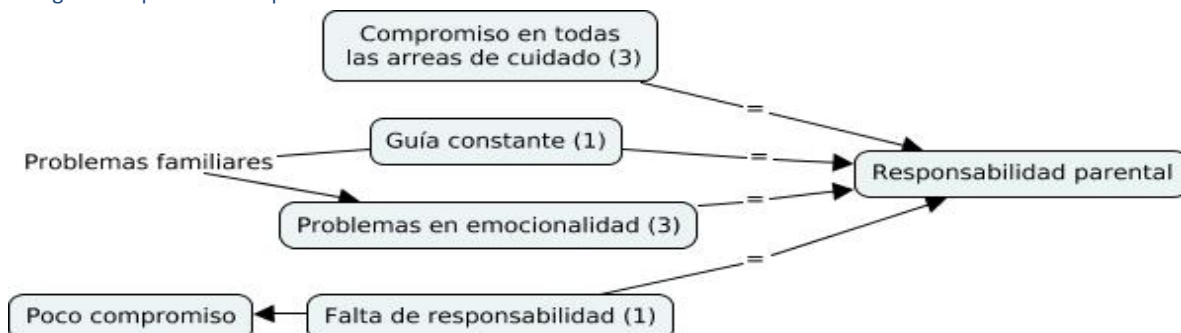 Compromiso en todas
las arreas de cuidado (3)
=
Guía constante (1)
=
Problemas familiares
Responsabilidad parental
Problemas en emocionalidad (3)
=
=
Poco compromiso
Falta de responsabilidad (1)